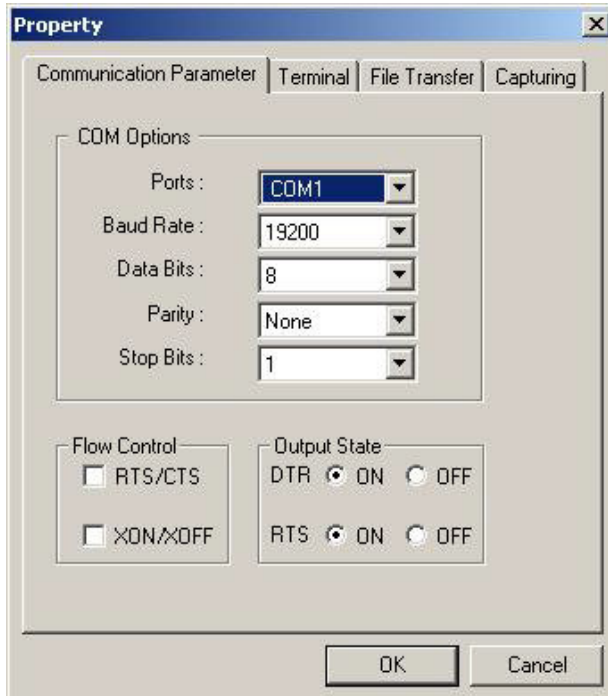 Property
Communication Parameter Terminal File Transfer Capturing
COM Options
Ports : COM1
Baud Rate : 19200
Data Bits : 8
Parity : None
Stop Bits : 1
Flow Control
RTS/CTS
XON/XOFF
Output State
DTR ON OFF
RTS ON OFF
OK Cancel